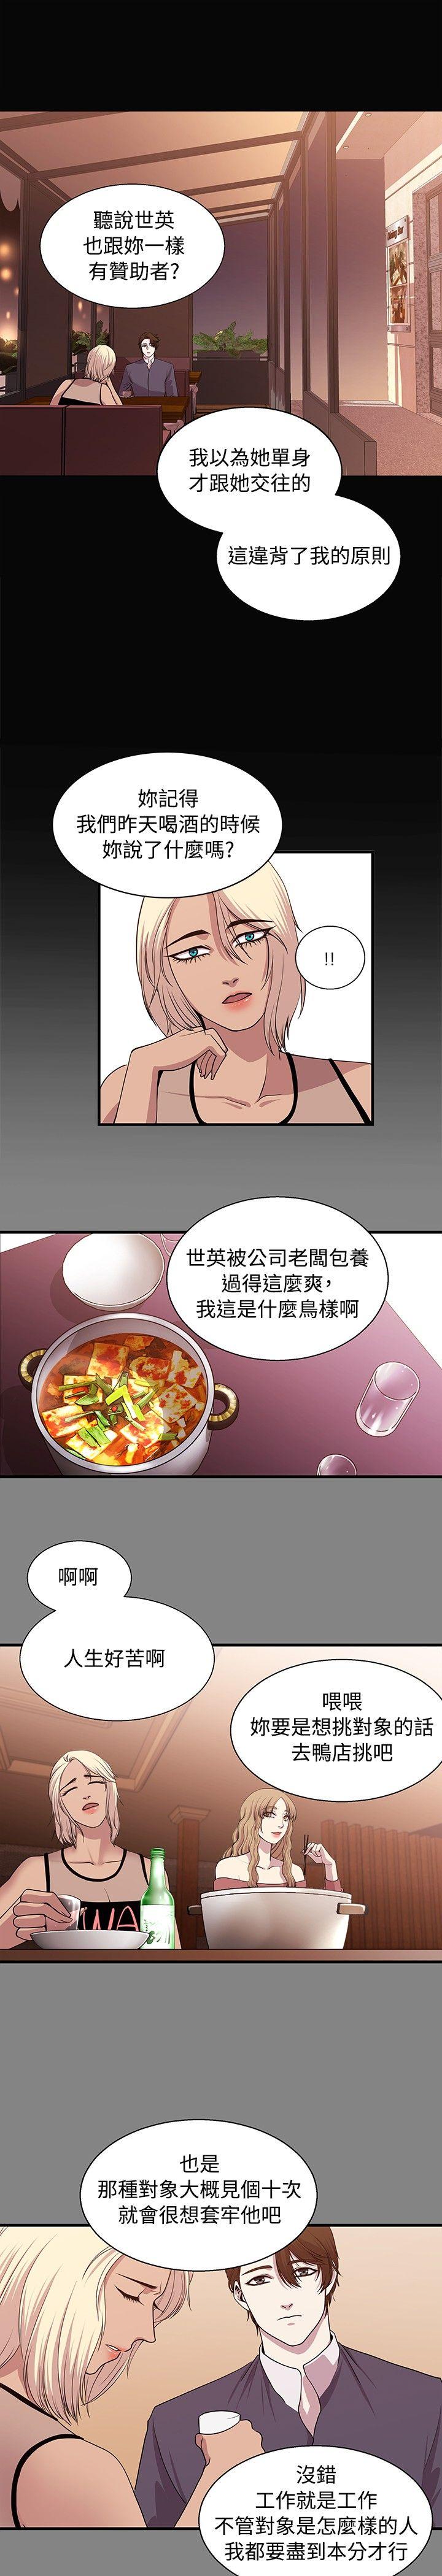 聽說世英
也跟妳一樣
有贊助者?
我以為她單身
才跟她交往的
這違背了我的原則
妳記得
我們昨天喝酒的時候
妳說了什麼嗎?
!!
世英被公司老闆包養
過得這麼爽,
我這是什麼鳥樣啊
啊啊
人生好苦啊
喂喂
妳要是想挑對象的話
去鴨店挑吧
WA
也是
那種對象大概見個十次
就會很想套牢他吧
沒錯
工作就是工作
不管對象是怎麼樣的人
我都要盡到本分才行